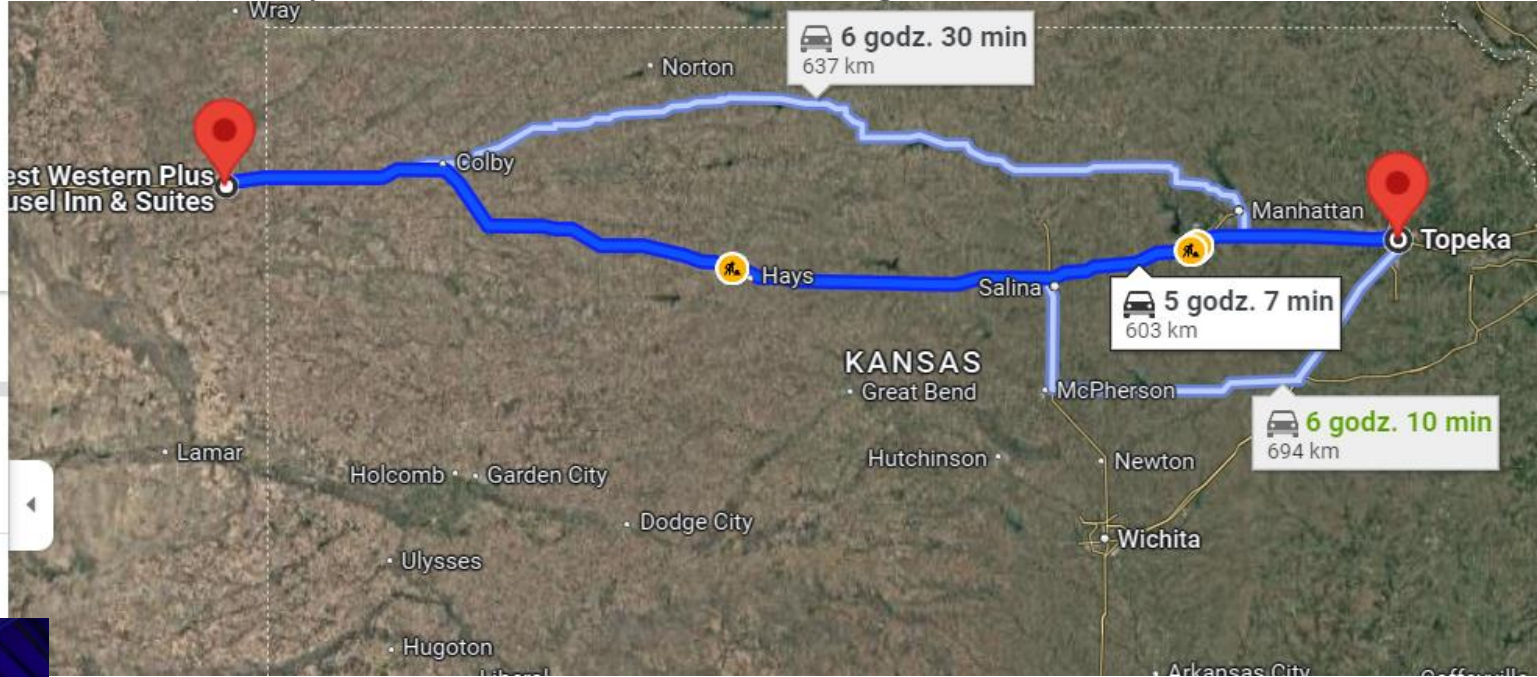 Wray
6 godz. 30 min
637 km
Norton
Colby
est Western Plus
usel Inn & Suites
Manhattan
Topeka
Hays
Salina
5 godz. 7 min
603 km
KANSAS
Great Bend
McPherson
6 godz. 10 min
694 km
Lamar
Holcomb
Garden City
Hutchinson
Newton
Dodge City
Wichita
Ulysses
Hugoton
Liberal
Arkansas City
Coffeyville